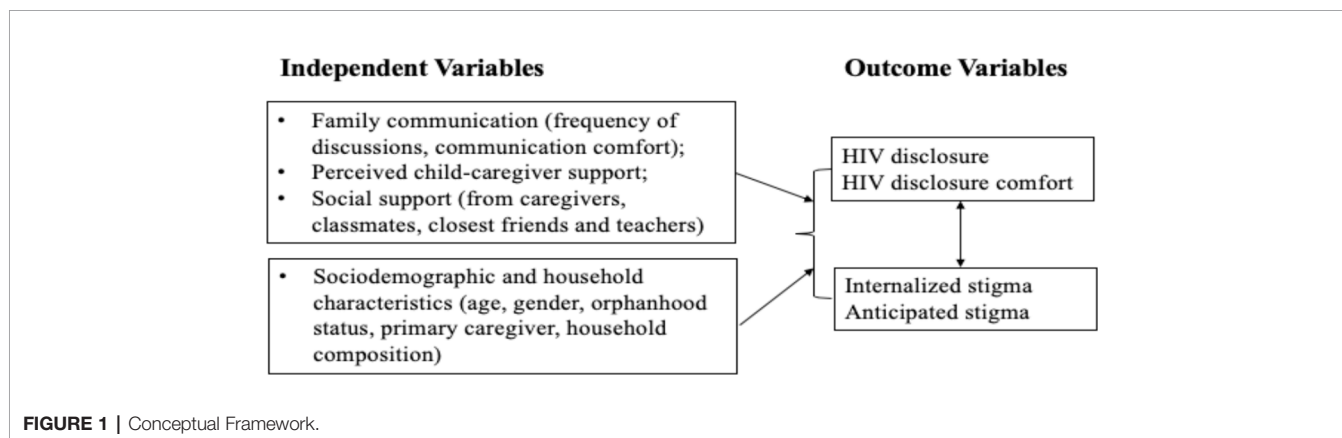 Independent Variables
• Family communication (frequency of
discussions, communication comfort);
• Perceived child-caregiver support;
• Social support (from caregivers,
classmates, closest friends and teachers)
• Sociodemographic and household
characteristics (age, gender, orphanhood
status, primary caregiver, household
composition)
Outcome Variables
HIV disclosure
HIV disclosure comfort
Internalized stigma
Anticipated stigma
FIGURE 1 | Conceptual Framework.